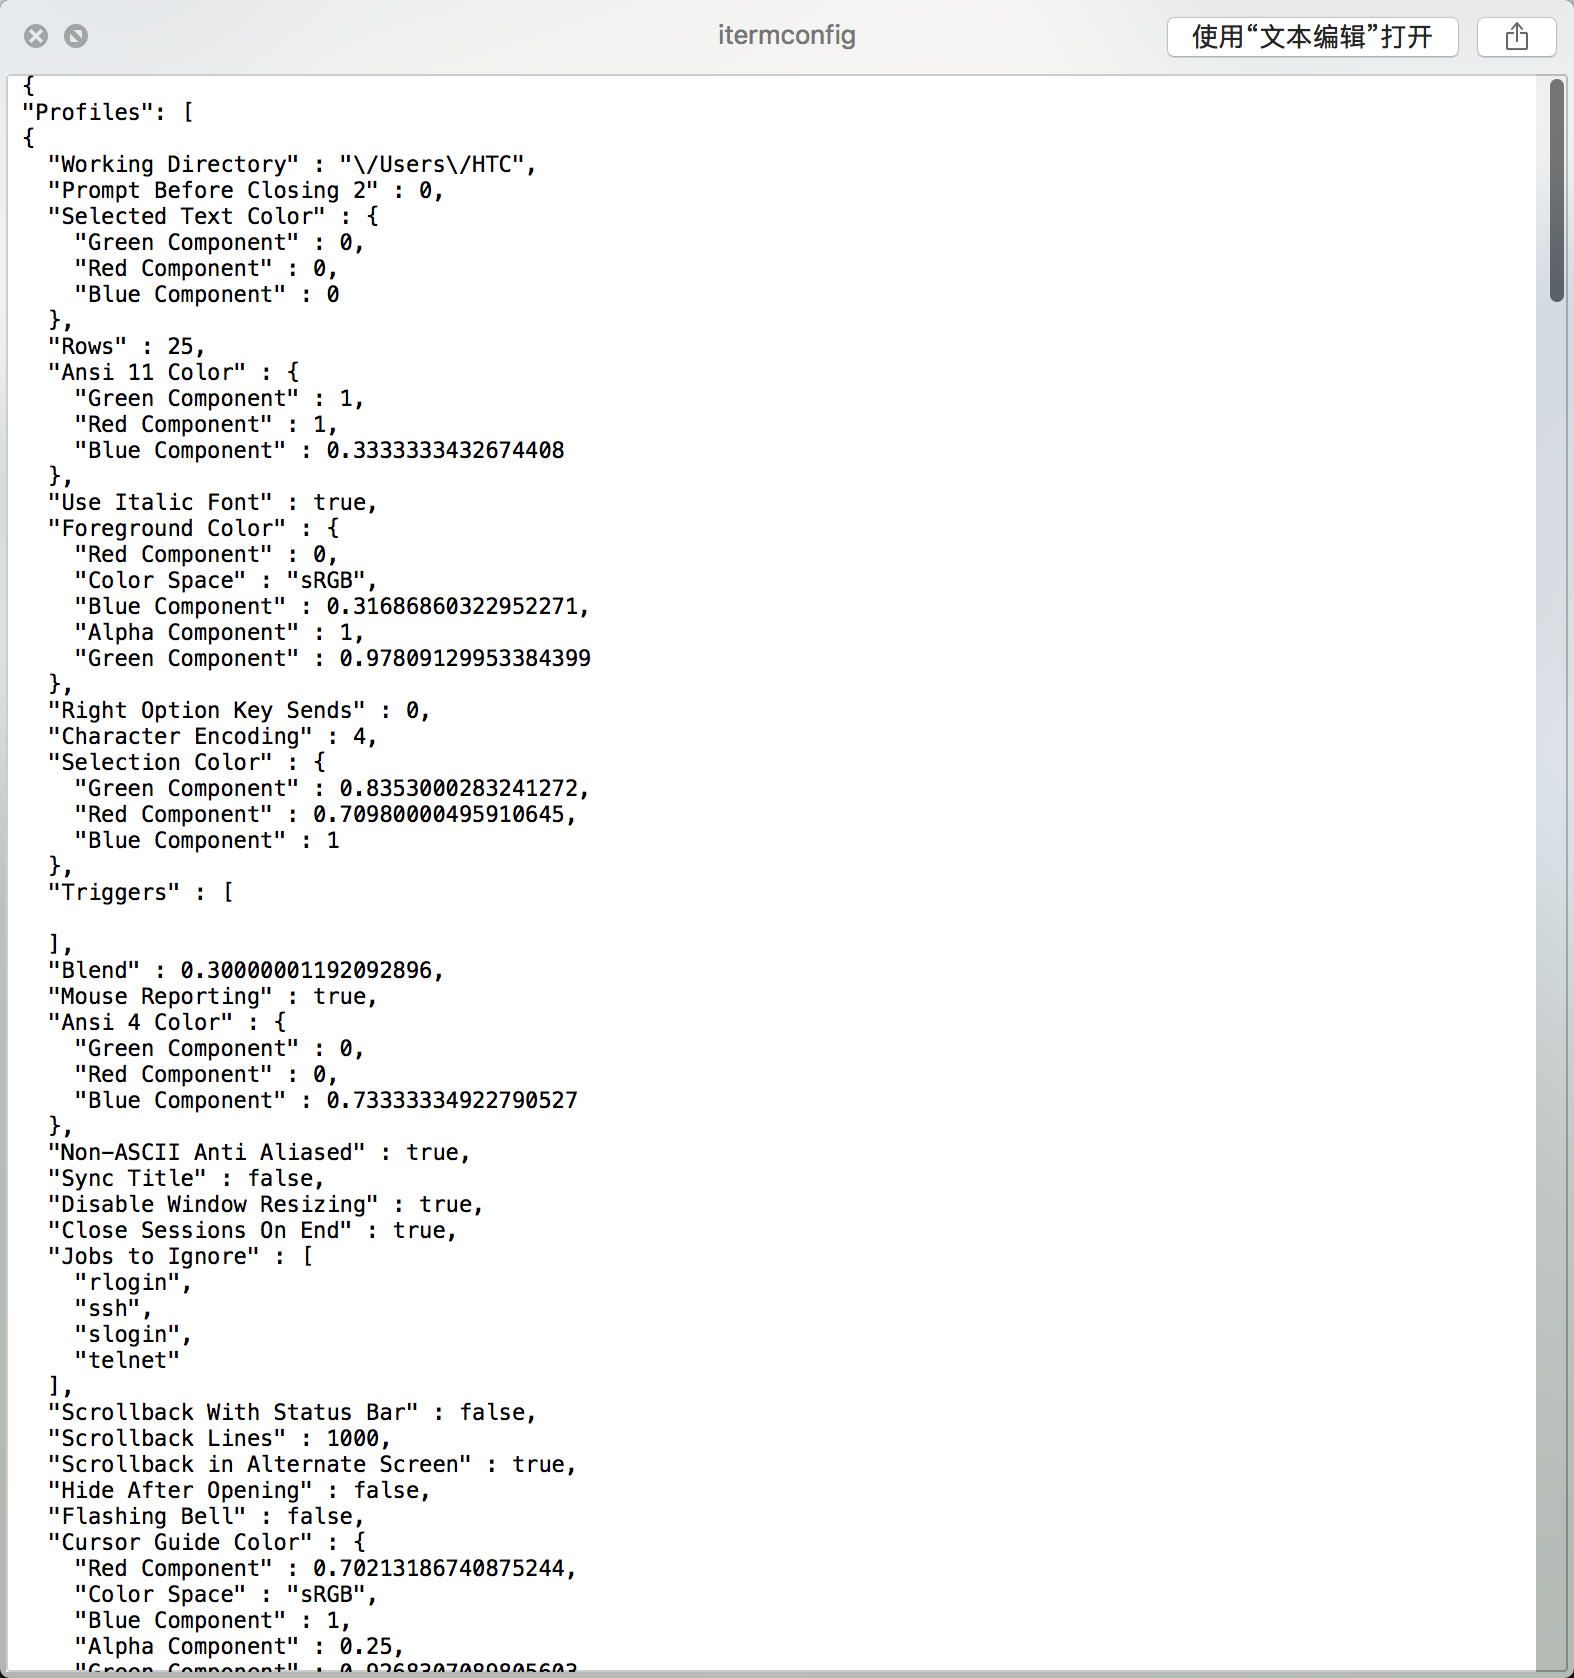 itermconfig
使用“文本编辑”打开
{
"Profiles": [
{
  "Working Directory" : "\/Users\/HTC",
  "Prompt Before Closing 2" : 0,
  "Selected Text Color" : {
    "Green Component" : 0,
    "Red Component" : 0,
    "Blue Component" : 0
  },
  "Rows" : 25,
  "Ansi 11 Color" : {
    "Green Component" : 1,
    "Red Component" : 1,
    "Blue Component" : 0.3333333432674408
  },
  "Use Italic Font" : true,
  "Foreground Color" : {
    "Red Component" : 0,
    "Color Space" : "sRGB",
    "Blue Component" : 0.31686860322952271,
    "Alpha Component" : 1,
    "Green Component" : 0.97809129953384399
  },
  "Right Option Key Sends" : 0,
  "Character Encoding" : 4,
  "Selection Color" : {
    "Green Component" : 0.8353000283241272,
    "Red Component" : 0.70980000495910645,
    "Blue Component" : 1
  },
  "Triggers" : [
  ],
  "Blend" : 0.30000001192092896,
  "Mouse Reporting" : true,
  "Ansi 4 Color" : {
    "Green Component" : 0,
    "Red Component" : 0,
    "Blue Component" : 0.73333334922790527
  },
  "Non-ASCII Anti Aliased" : true,
  "Sync Title" : false,
  "Disable Window Resizing" : true,
  "Close Sessions On End" : true,
  "Jobs to Ignore" : [
    "rlogin",
    "ssh",
    "slogin",
    "telnet"
  ],
  "Scrollback With Status Bar" : false,
  "Scrollback Lines" : 1000,
  "Scrollback in Alternate Screen" : true,
  "Hide After Opening" : false,
  "Flashing Bell" : false,
  "Cursor Guide Color" : {
    "Red Component" : 0.70213186740875244,
    "Color Space" : "sRGB",
    "Blue Component" : 1,
    "Alpha Component" : 0.25,
    "Green Component" : 0.9268307089805603